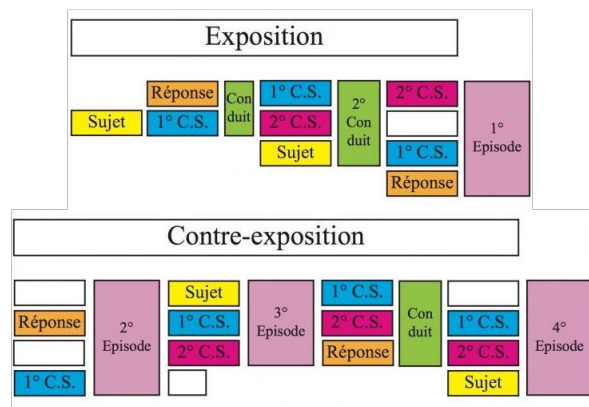 Exposition
Réponse
Con
duit
1° C.S.
2°
Con
duit
2° C.S.
1°
Episode
Sujet
1° C.S.
2° C.S.
1° C.S.
Sujet
Réponse
Contre-exposition
2°
Episode
Sujet
3°
Episode
1° C.S.
Con
duit
4°
Episode
Réponse
1° C.S.
2° C.S.
1° C.S.
2° C.S.
Réponse
2° C.S.
1° C.S.
Sujet